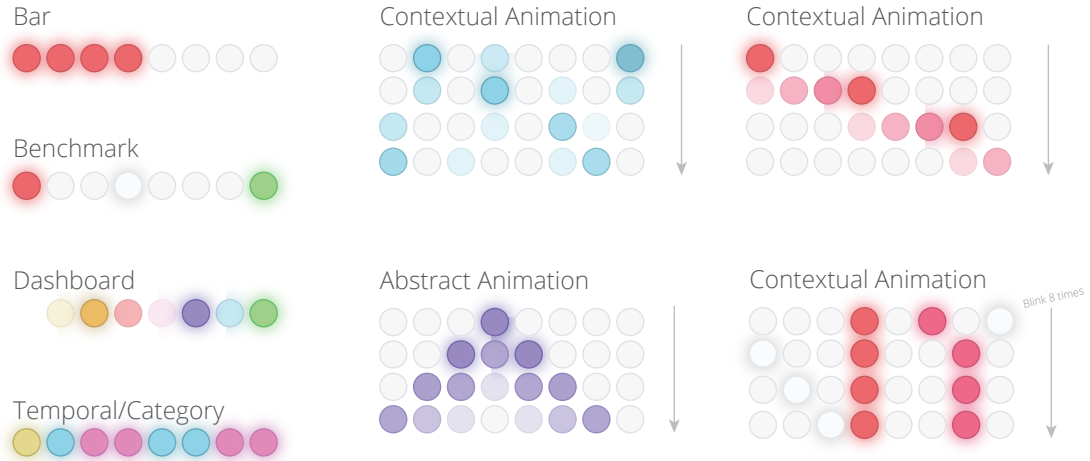 Bar
Contextual Animation
Contextual Animation
Benchmark
Dashboard
Abstract Animation
Contextual Animation
Blink 8 times
Temporal/Category